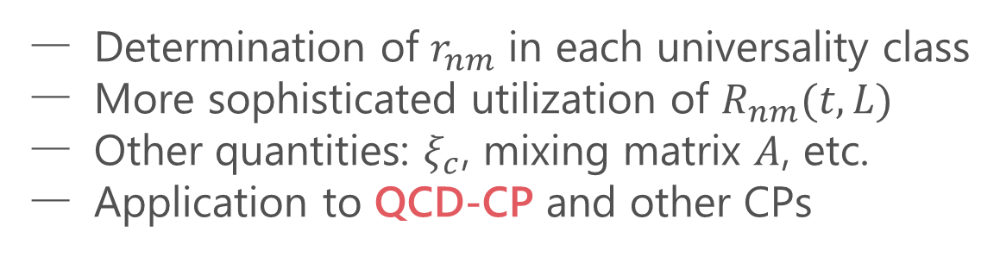 — Determination of $r_{nm}$ in each universality class
— More sophisticated utilization of $R_{nm}(t, L)$
— Other quantities: $\xi_c$, mixing matrix $A$, etc.
— Application to QCD-CP and other CPs